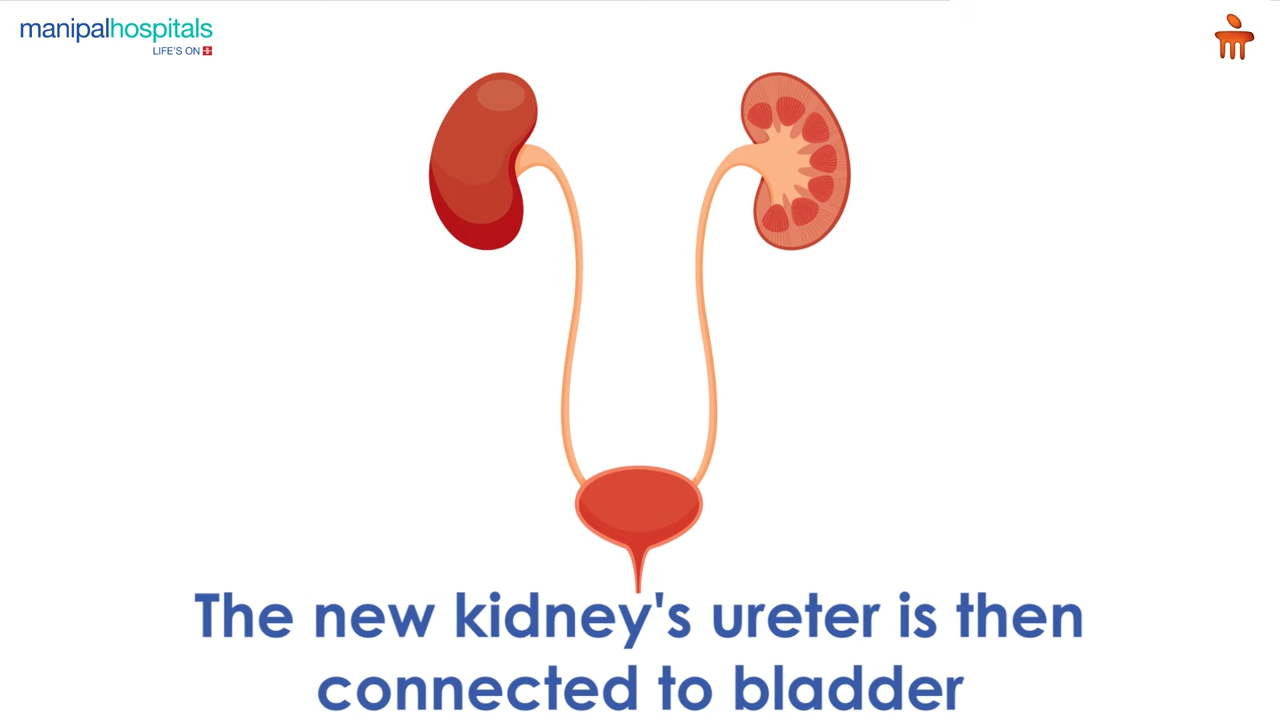 manipalhospitals
LIFE'S ON
The new kidney's ureter is then
connected to bladder